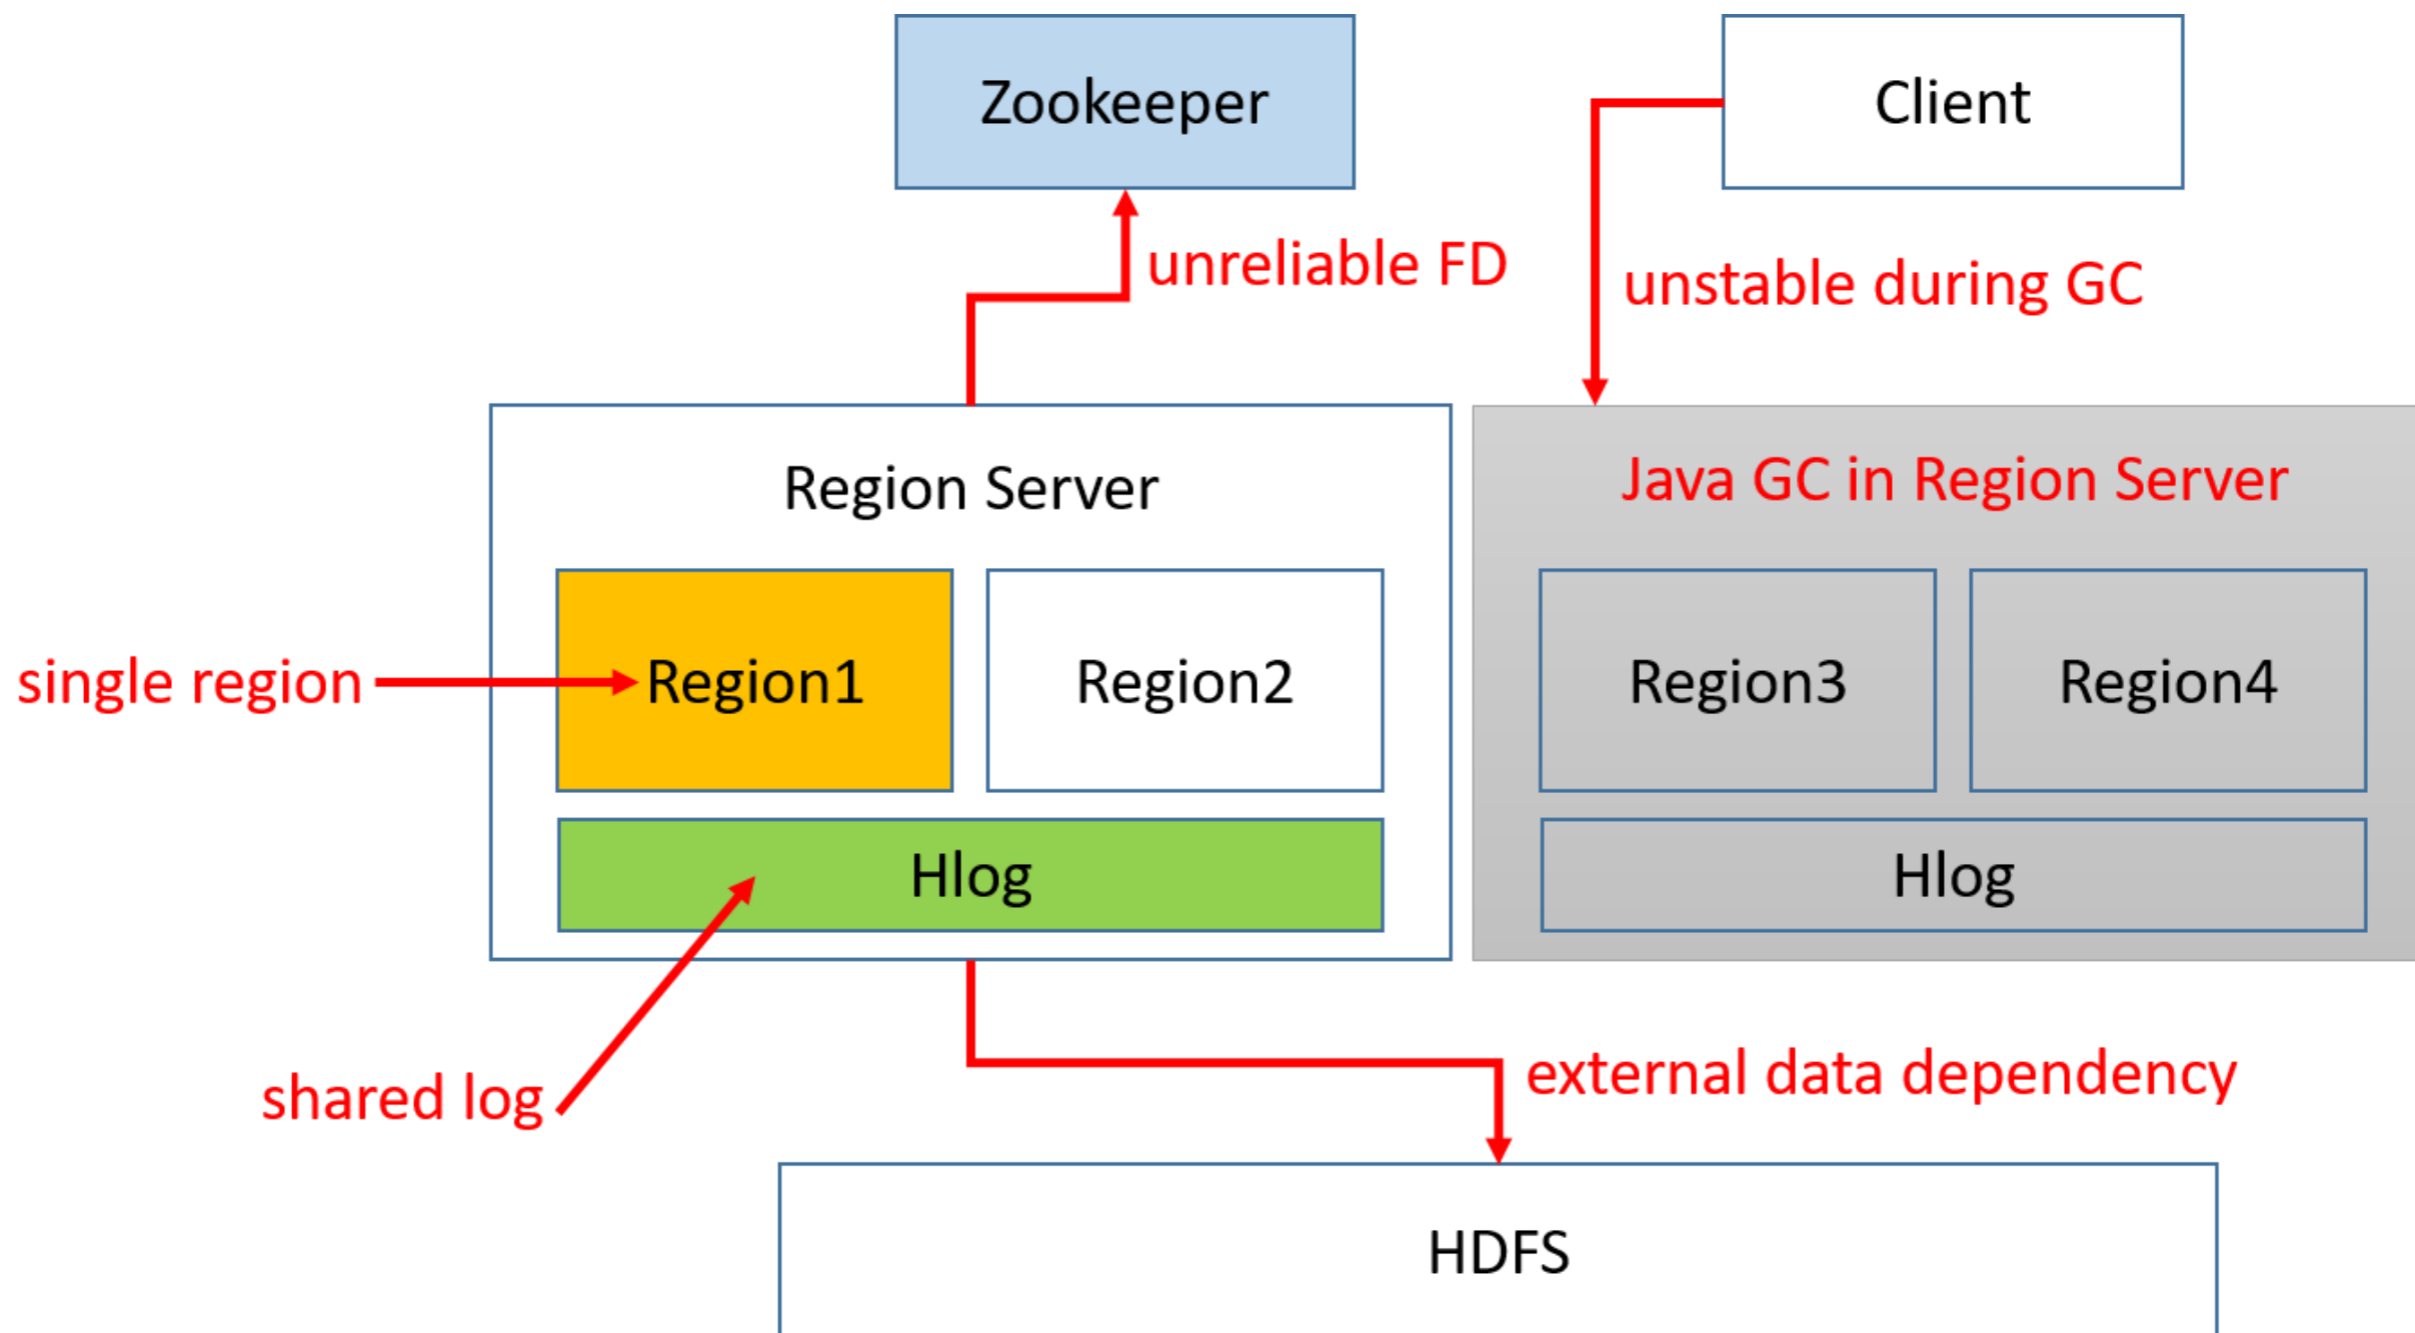 Zookeeper
Client
unreliable FD
unstable during GC
Region Server
Java GC in Region Server
single region
Region1
Region2
Region3
Region4
Hlog
Hlog
shared log
external data dependency
HDFS